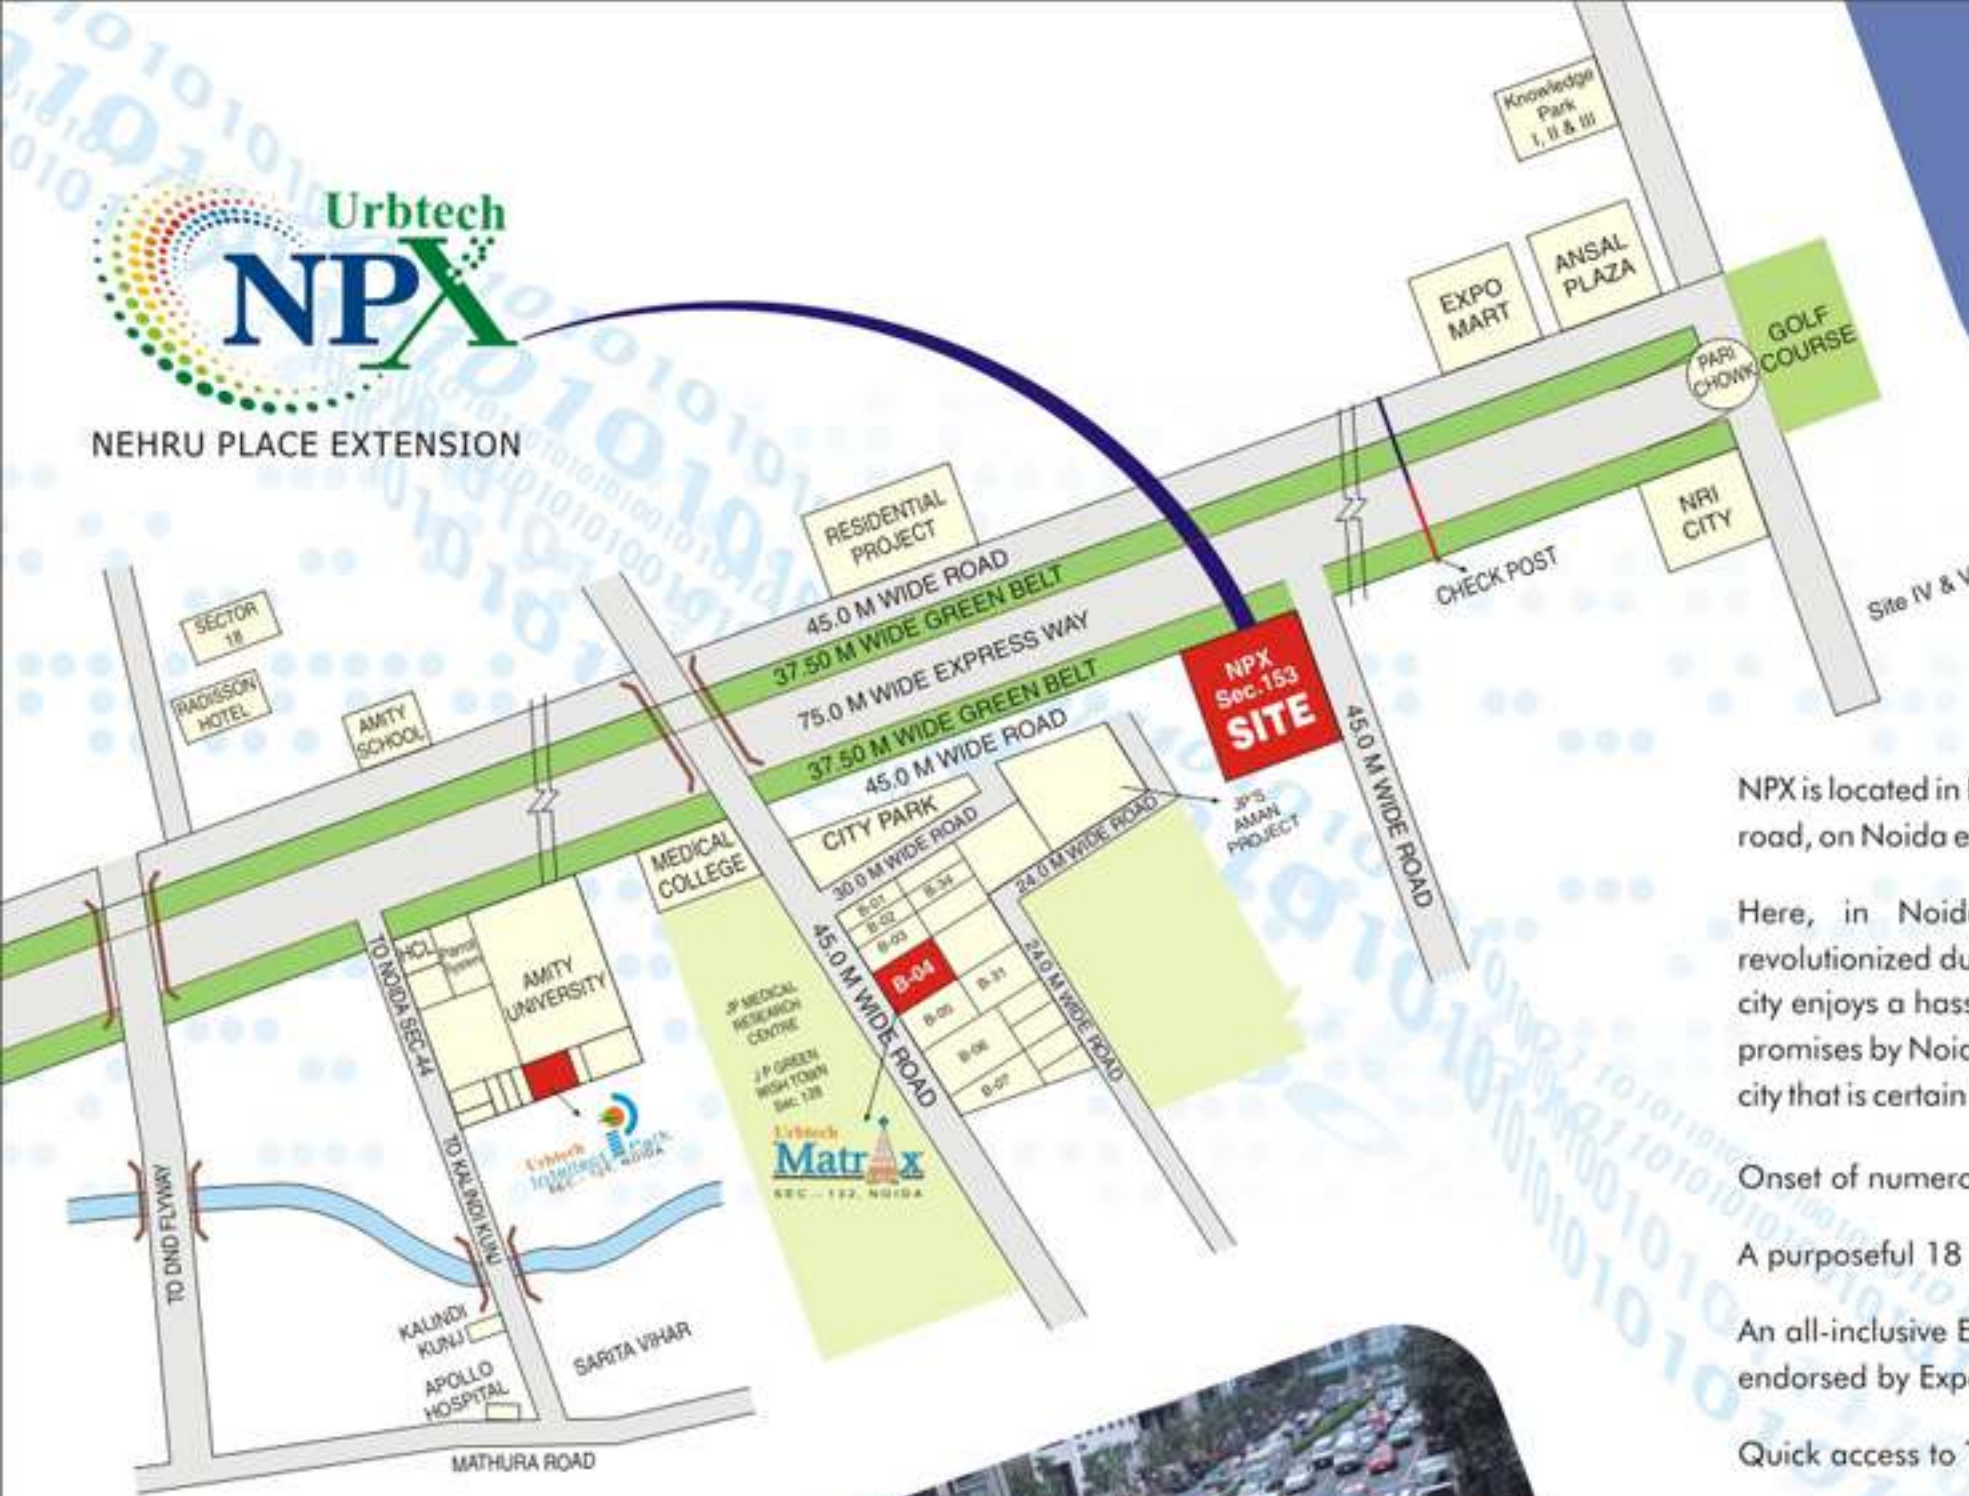 Urbtech
NPX
NEHRU PLACE EXTENSION
Knowledge
Park
I, II & III
ANSAL
PLAZA
EXPO
MART
GOLF
COURSE
PARI
CHOWK
NRI
CITY
CHECK POST
Site IV & V
RESIDENTIAL
PROJECT
45.0 M WIDE ROAD
37.50 M WIDE GREEN BELT
75.0 M WIDE EXPRESS WAY
37.50 M WIDE GREEN BELT
45.0 M WIDE ROAD
NPX
Sec.153
SITE
45.0 M WIDE ROAD
SECTOR
18
RADISSON
HOTEL
AMITY
SCHOOL
MEDICAL
COLLEGE
CITY PARK
30.0 M WIDE ROAD
24.0 M WIDE ROAD
JP'S
AMAN
PROJECT
B-01
B-02
B-03
B-34
B-04
B-31
B-05
B-06
B-07
24.0 M WIDE ROAD
45.0 M WIDE ROAD
HCL
AMITY
UNIVERSITY
TO NOIDA SEC-44
TO KALINDI KUNJ
TO DND FLYWAY
JP MEDICAL
RESEARCH
CENTRE
J P GREEN
WISH TOWN
Sec 128
Urbtech
Matrix
SEC - 132, NOIDA
Urbtech
Park
KALINDI
KUNJ
APOLLO
HOSPITAL
SARITA VIHAR
MATHURA ROAD
NPX is located in
road, on Noida e
Here, in Noid
revolutionized du
city enjoys a hass
promises by Noid
city that is certain
Onset of numero
A purposeful 18
An all-inclusive E
endorsed by Exp
Quick access to